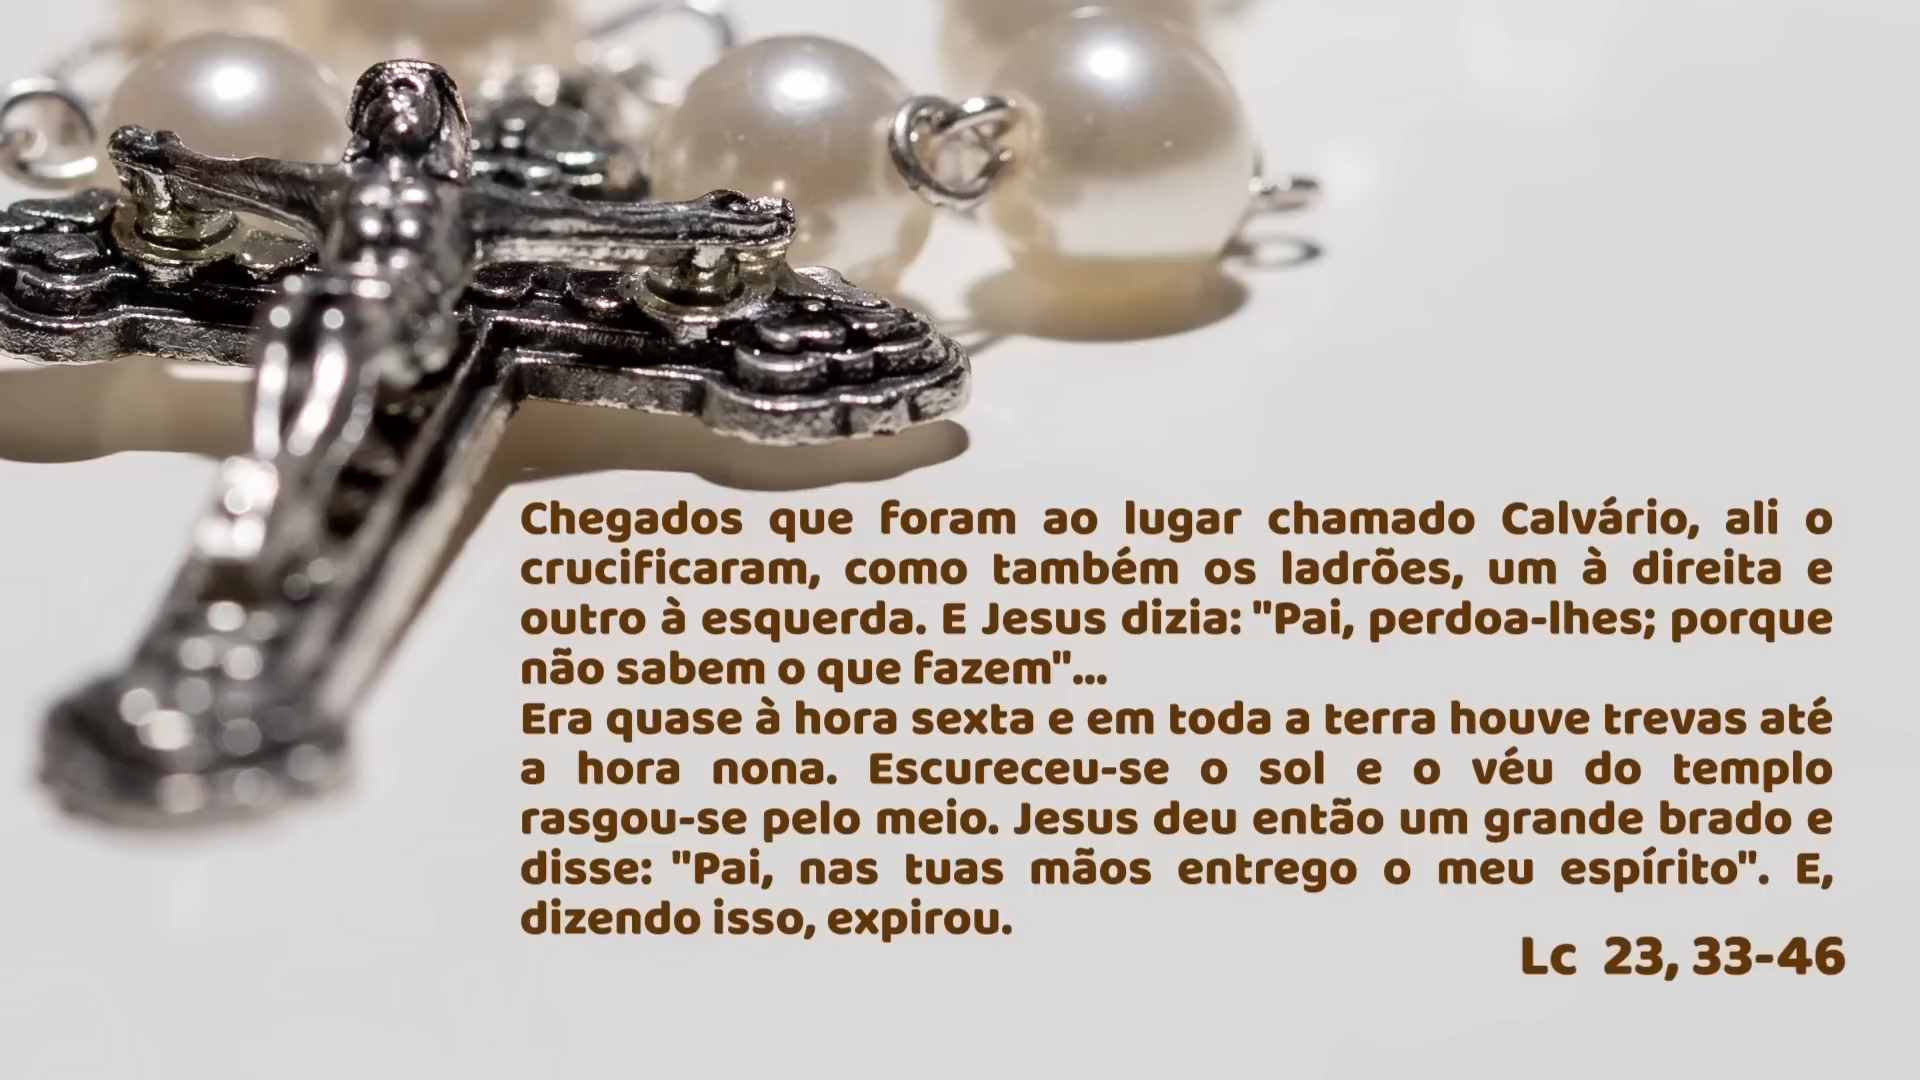 Chegados que foram ao lugar chamado Calvário, ali o
crucificaram, como também os ladrões, um à direita e
outro à esquerda. E Jesus dizia: "Pai, perdoa-lhes; porque
não sabem o que fazem"...
Era quase à hora sexta e em toda a terra houve trevas até
a hora nona. Escureceu-se o sol e o véu do templo
rasgou-se pelo meio. Jesus deu então um grande brado e
disse: "Pai, nas tuas mãos entrego o meu espírito". E,
dizendo isso, expirou.
Lc 23, 33-46